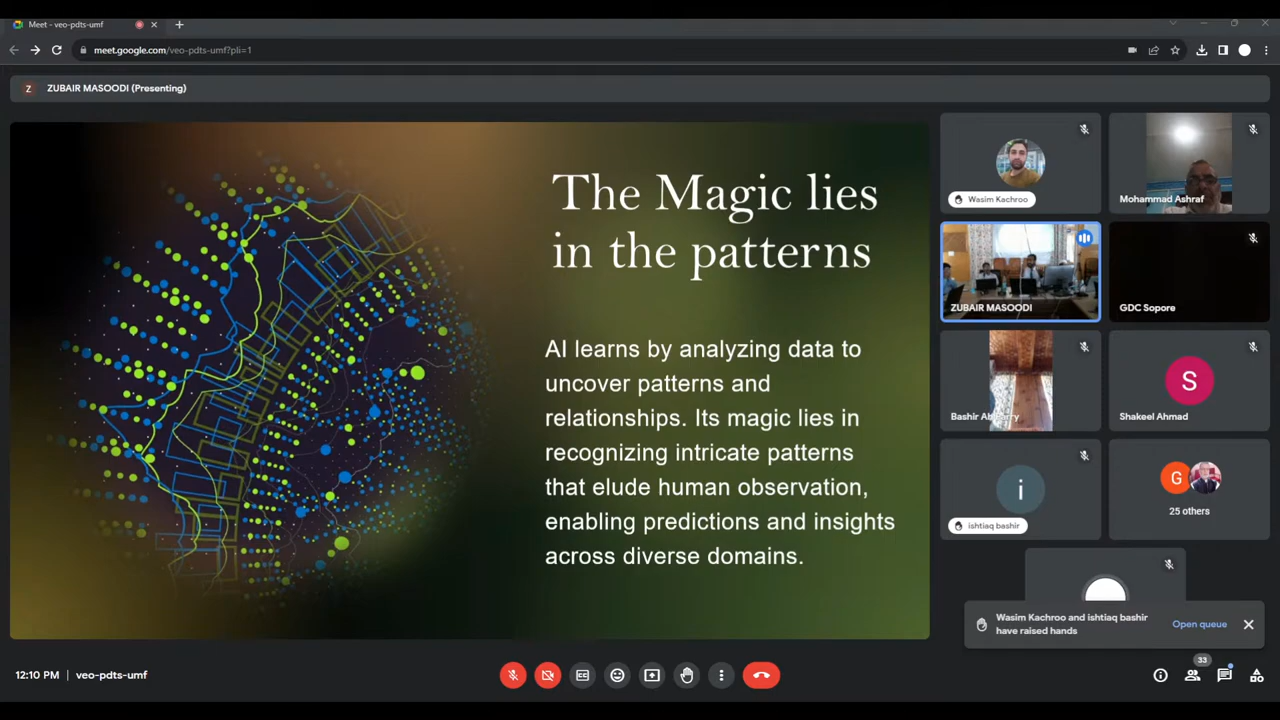 Meet - veo-pdts-umf
meet.google.com/veo-pdts-umf?pli=1
Z ZUBAIR MASOODI (Presenting)
The Magic lies
in the patterns
AI learns by analyzing data to
uncover patterns and
relationships. Its magic lies in
recognizing intricate patterns
that elude human observation,
enabling predictions and insights
across diverse domains.
Wasim Kachroo
Mohammad Ashraf
ZUBAIR MASOODI
GDC Sopore
Bashir
S
Shakeel Ahmad
i
ishtiaq bashir
G
25 others
Wasim Kachroo and ishtiaq bashir
have raised hands
Open queue
12:10 PM | veo-pdts-umf
33